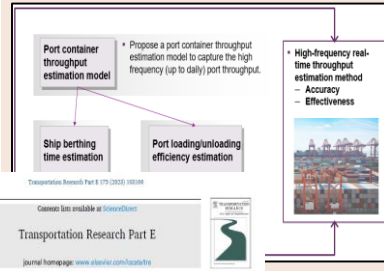 Port container
throughput
estimation model
• Propose a port container throughput
estimation model to capture the high
frequency (up to daily) port throughput.
Ship berthing
time estimation
Port loading/unloading
efficiency estimation
• High-frequency real-
time throughput
estimation method
– Accuracy
– Effectiveness
Transportation Research Part E 175 (2023)
Contents lists available at ScienceDirect
Transportation Research Part E
journal homepage: www.elsevier.com/locate/tre